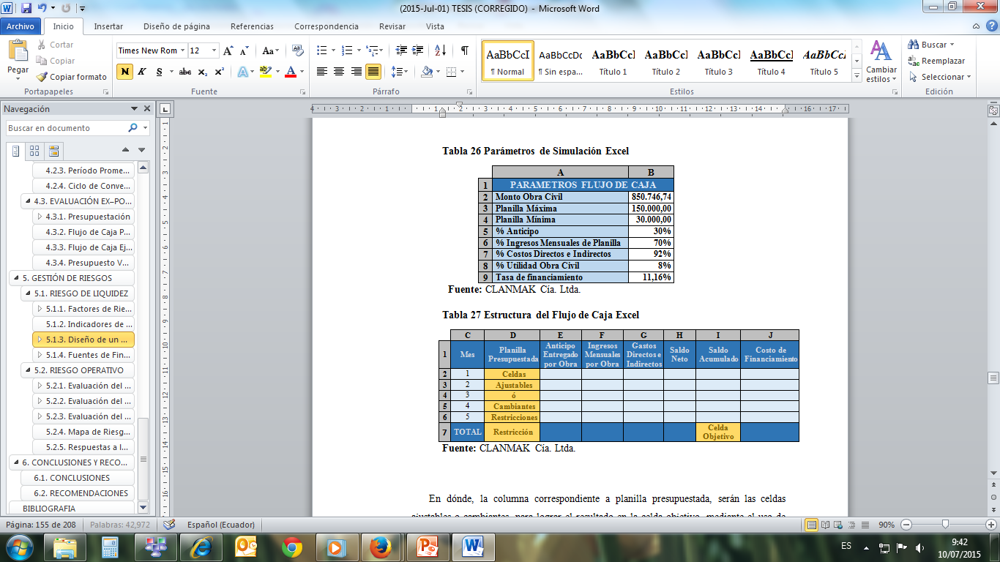 (2015-Jul-01) TESIS (CORREGIDO) - Microsoft Word
Archivo Inicio Insertar Diseño de página Referencias Correspondencia Revisar Vista
Pegar
Cortar
Copiar
Copiar formato
Portapapeles
Times New Rom 12
N K S abc x₂ x²
Fuente
Párrafo
AaBbCcI AaBbCcDc AaBbCcI AaBbCcI AaBbCcI AaBbCcI AaBbCcI
¶ Normal ¶ Sin espa... Título 1 Título 2 Título 3 Título 4 Título 5
Estilos
Cambiar
estilos
Buscar
Reemplazar
Seleccionar
Edición
Navegación
Buscar en documento
4.2.3. Período Prome...
4.2.4. Ciclo de Conve...
4.3. EVALUACIÓN EX–PO...
4.3.1. Presupuestación
4.3.2. Flujo de Caja P...
4.3.3. Flujo de Caja Ej...
4.3.4. Presupuesto V...
5. GESTIÓN DE RIESGOS
5.1. RIESGO DE LIQUIDEZ
5.1.1. Factores de Rie...
5.1.2. Indicadores de ...
5.1.3. Diseño de un ...
5.1.4. Fuentes de Fin...
5.2. RIESGO OPERATIVO
5.2.1. Evaluación del ...
5.2.2. Evaluación del ...
5.2.3. Evaluación del ...
5.2.4. Mapa de Riesg...
5.2.5. Respuestas a l...
6. CONCLUSIONES Y RECO...
6.1. CONCLUSIONES
6.2. RECOMENDACIONES
BIBLIOGRAFIA
Tabla 26 Parámetros de Simulación Excel
A B
1 PARAMETROS FLUJO DE CAJA
2 Monto Obra Civil 850.746,74
3 Planilla Máxima 150.000,00
4 Planilla Mínima 30.000,00
5 % Anticipo 30%
6 % Ingresos Mensuales de Planilla 70%
7 % Costos Directos e Indirectos 92%
8 % Utilidad Obra Civil 8%
9 Tasa de financiamiento 11,16%
Fuente: CLANMAK Cía. Ltda.
Tabla 27 Estructura del Flujo de Caja Excel
C D E F G H I J
1 Mes Planilla Presupuestada Anticipo Entregado por Obra Ingresos Mensuales por Obra Gastos Directos e Indirectos Saldo Neto Saldo Acumulado Costo de Financiamiento
2 1 Celdas
3 2 Ajustables
4 3 ó
5 4 Cambiantes
6 5 Restricciones
7 TOTAL Restricción Celda Objetivo
Fuente: CLANMAK Cía. Ltda.
En dónde, la columna correspondiente a planilla presupuestada, serán las celdas
ajustables o cambiantes, para lograr el resultado en la celda objetivo, mediante el uso de
Página: 155 de 208 Palabras: 42,972 Español (Ecuador) 90%
ES 9:42
10/07/2015